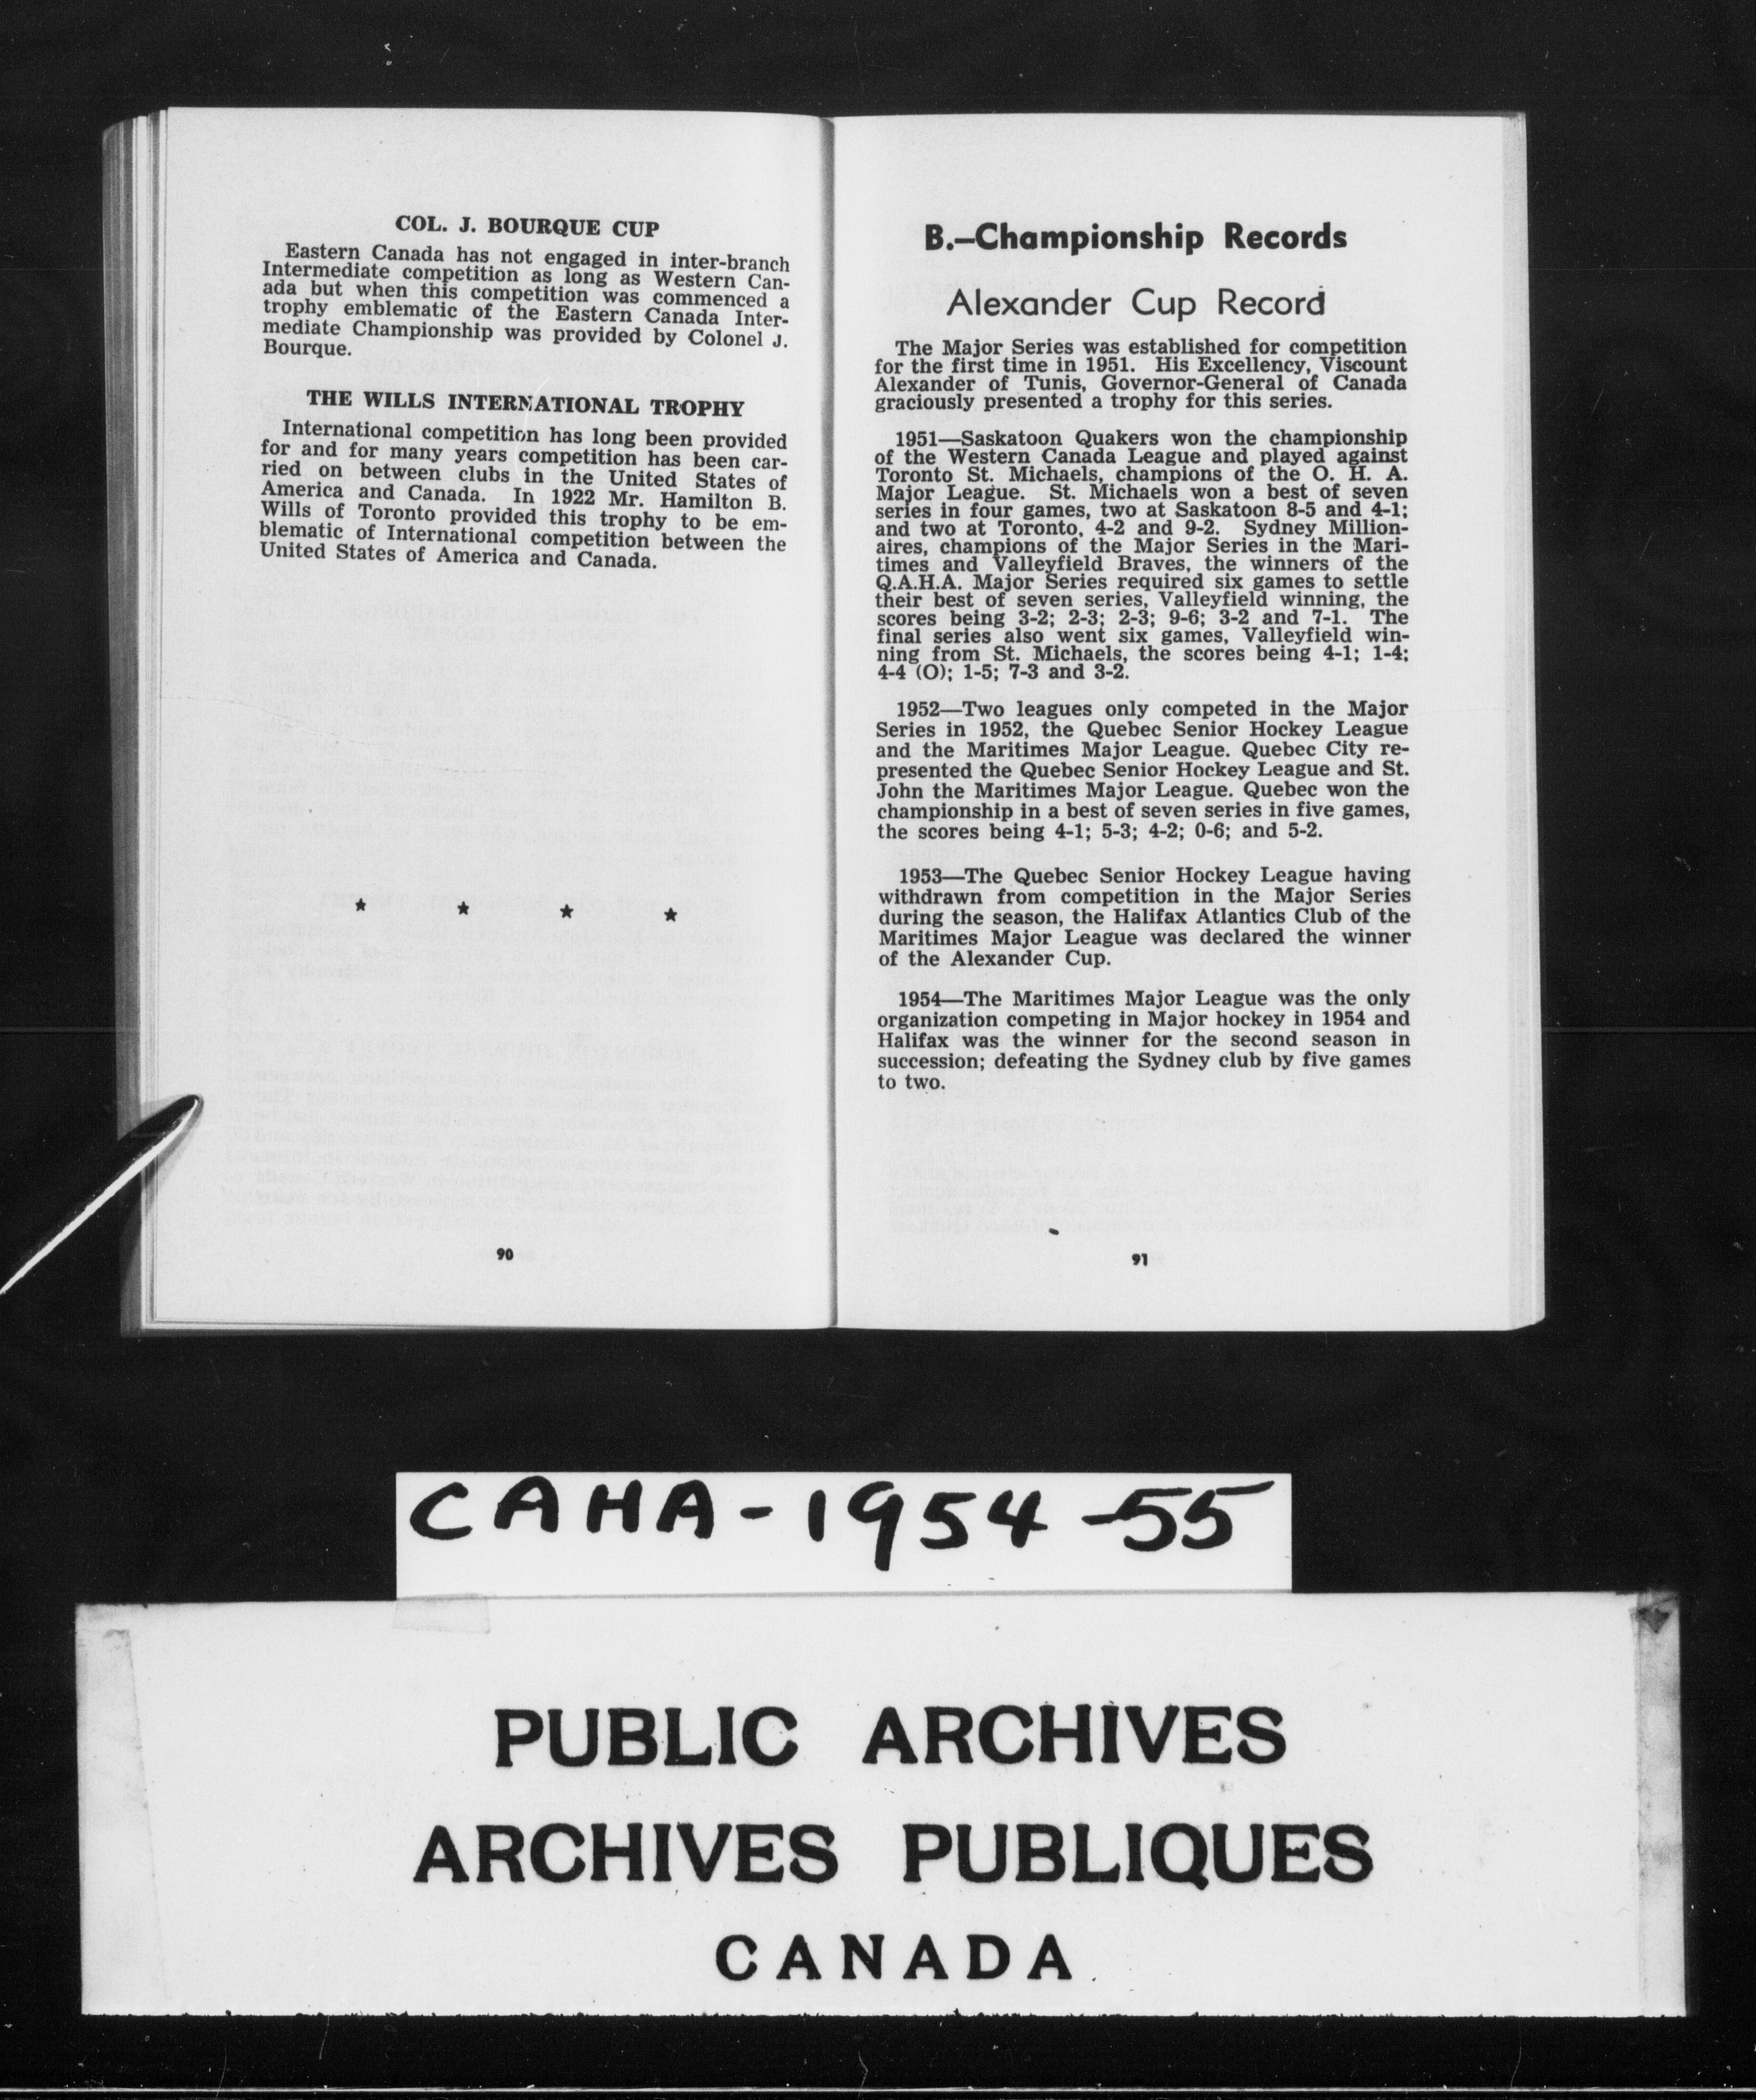 COL. J. BOURQUE CUP
Eastern Canada has not engaged in inter-branch
Intermediate competition as long as Western Can-
ada but when this competition was commenced a
trophy emblematic of the Eastern Canada Inter-
mediate Championship was provided by Colonel J.
Bourque.
THE WILLS INTERNATIONAL TROPHY
International competition has long been provided
for and for many years competition has been car-
ried on between clubs in the United States of
America and Canada. In 1922 Mr. Hamilton B.
Wills of Toronto provided this trophy to be em-
blematic of International competition between the
United States of America and Canada.
90
B.—Championship Records
Alexander Cup Record
The Major Series was established for competition
for the first time in 1951. His Excellency, Viscount
Alexander of Tunis, Governor-General of Canada
graciously presented a trophy for this series.
1951—Saskatoon Quakers won the championship
of the Western Canada League and played against
Toronto St. Michaels, champions of the O. H. A.
Major League. St. Michaels won a best of seven
series in four games, two at Saskatoon 8-5 and 4-1;
and two at Toronto, 4-2 and 9-2. Sydney Million-
aires, champions of the Major Series in the Mari-
times and Valleyfield Braves, the winners of the
Q.A.H.A. Major Series required six games to settle
their best of seven series, Valleyfield winning, the
scores being 3-2; 2-3; 2-3; 9-6; 3-2 and 7-1. The
final series also went six games, Valleyfield win-
ning from St. Michaels, the scores being 4-1; 1-4;
4-4 (O); 1-5; 7-3 and 3-2.
1952—Two leagues only competed in the Major
Series in 1952, the Quebec Senior Hockey League
and the Maritimes Major League. Quebec City re-
presented the Quebec Senior Hockey League and St.
John the Maritimes Major League. Quebec won the
championship in a best of seven series in five games,
the scores being 4-1; 5-3; 4-2; 0-6; and 5-2.
1953—The Quebec Senior Hockey League having
withdrawn from competition in the Major Series
during the season, the Halifax Atlantics Club of the
Maritimes Major League was declared the winner
of the Alexander Cup.
1954—The Maritimes Major League was the only
organization competing in Major hockey in 1954 and
Halifax was the winner for the second season in
succession; defeating the Sydney club by five games
to two.
91
CAHA-1954-55
PUBLIC ARCHIVES
ARCHIVES PUBLIQUES
CANADA